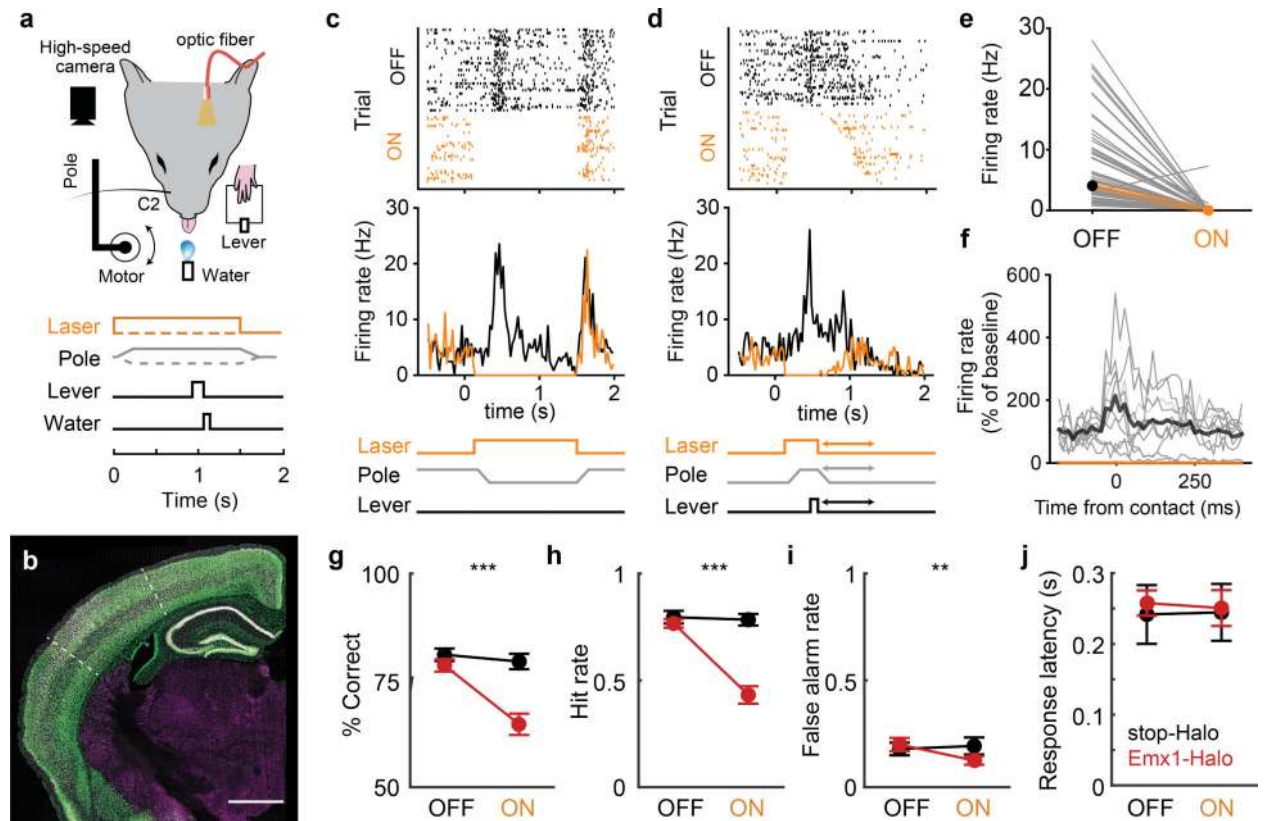 a
High-speed
camera
optic fiber
Pole
C2
Lever
Motor
Water
Laser
Pole
Lever
Water
0 1 2
Time (s)
b
c
Trial
OFF
ON
Firing rate (Hz)
30
20
10
0
0 1 2
time (s)
Laser
Pole
Lever
d
Trial
OFF
ON
Firing rate (Hz)
30
20
10
0
0 1 2
time (s)
Laser
Pole
Lever
e
Firing rate (Hz)
30
20
10
0
OFF ON
f
Firing rate
(% of baseline)
600
400
200
0
0 250
Time from contact (ms)
g
***
% Correct
100
75
50
OFF ON
h
***
Hit rate
1
0.5
0
OFF ON
i
**
False alarm rate
1
0.5
0
OFF ON
j
Response latency (s)
0.3
0.2
0.1
0
stop-Halo
Emx1-Halo
OFF ON